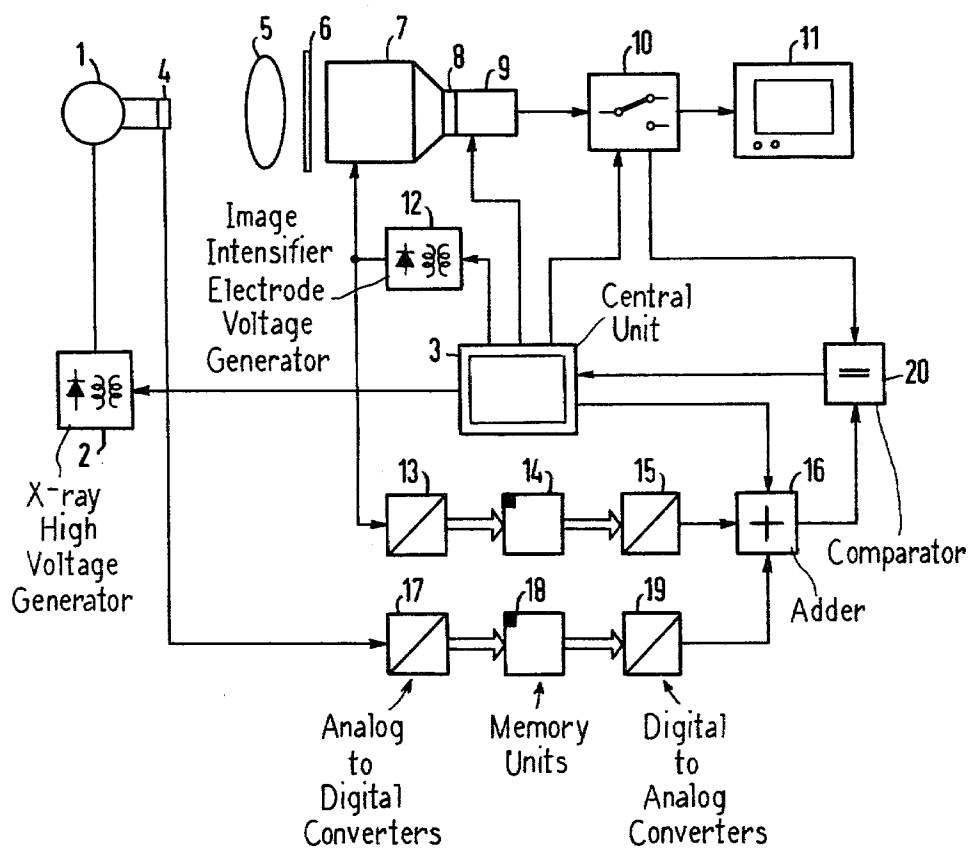 1
4
5
6
7
8
9
10
11
Image
Intensifier
Electrode
Voltage
Generator
12
Central
Unit
3
20
2
X-ray
High
Voltage
Generator
13
14
15
16
Comparator
Adder
17
18
19
Analog
to
Digital
Converters
Memory
Units
Digital
to
Analog
Converters